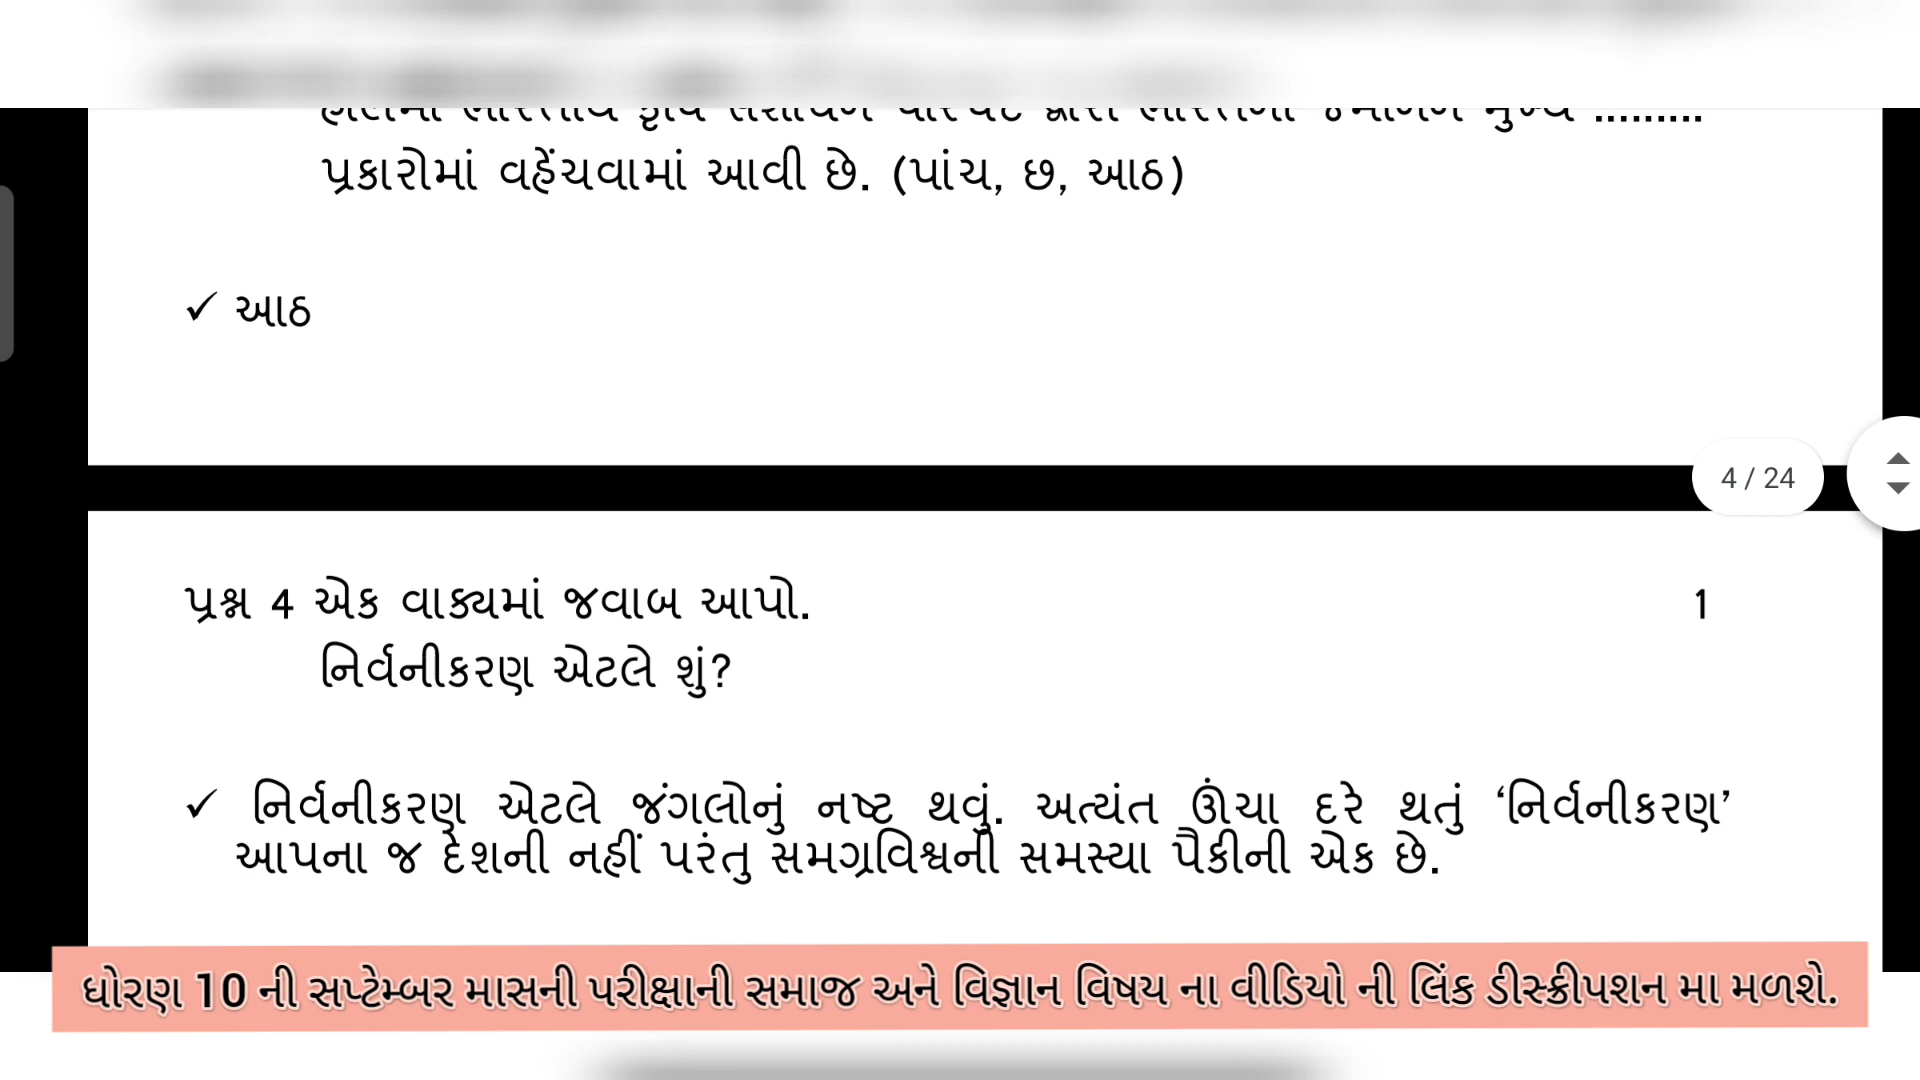 પ્રકારોમાં વહેંચવામાં આવી છે. (પાંચ, છ, આઠ)
✓ આઠ
4 / 24
પ્રશ્ન 4 એક વાક્યમાં જવાબ આપો. 1
નિર્વનીકરણ એટલે શું?
✓ નિર્વનીકરણ એટલે જંગલોનું નષ્ટ થવું. અત્યંત ઊંચા દરે થતું ‘નિર્વનીકરણ’
આપના જ દેશની નહીં પરંતુ સમગ્રવિશ્વની સમસ્યા પૈકીની એક છે.
ધોરણ 10 ની સપ્ટેમ્બર માસની પરીક્ષાની સમાજ અને વિજ્ઞાન વિષય ના વીડિયો ની લિંક ડીસ્ક્રીપશન મા મળશે.